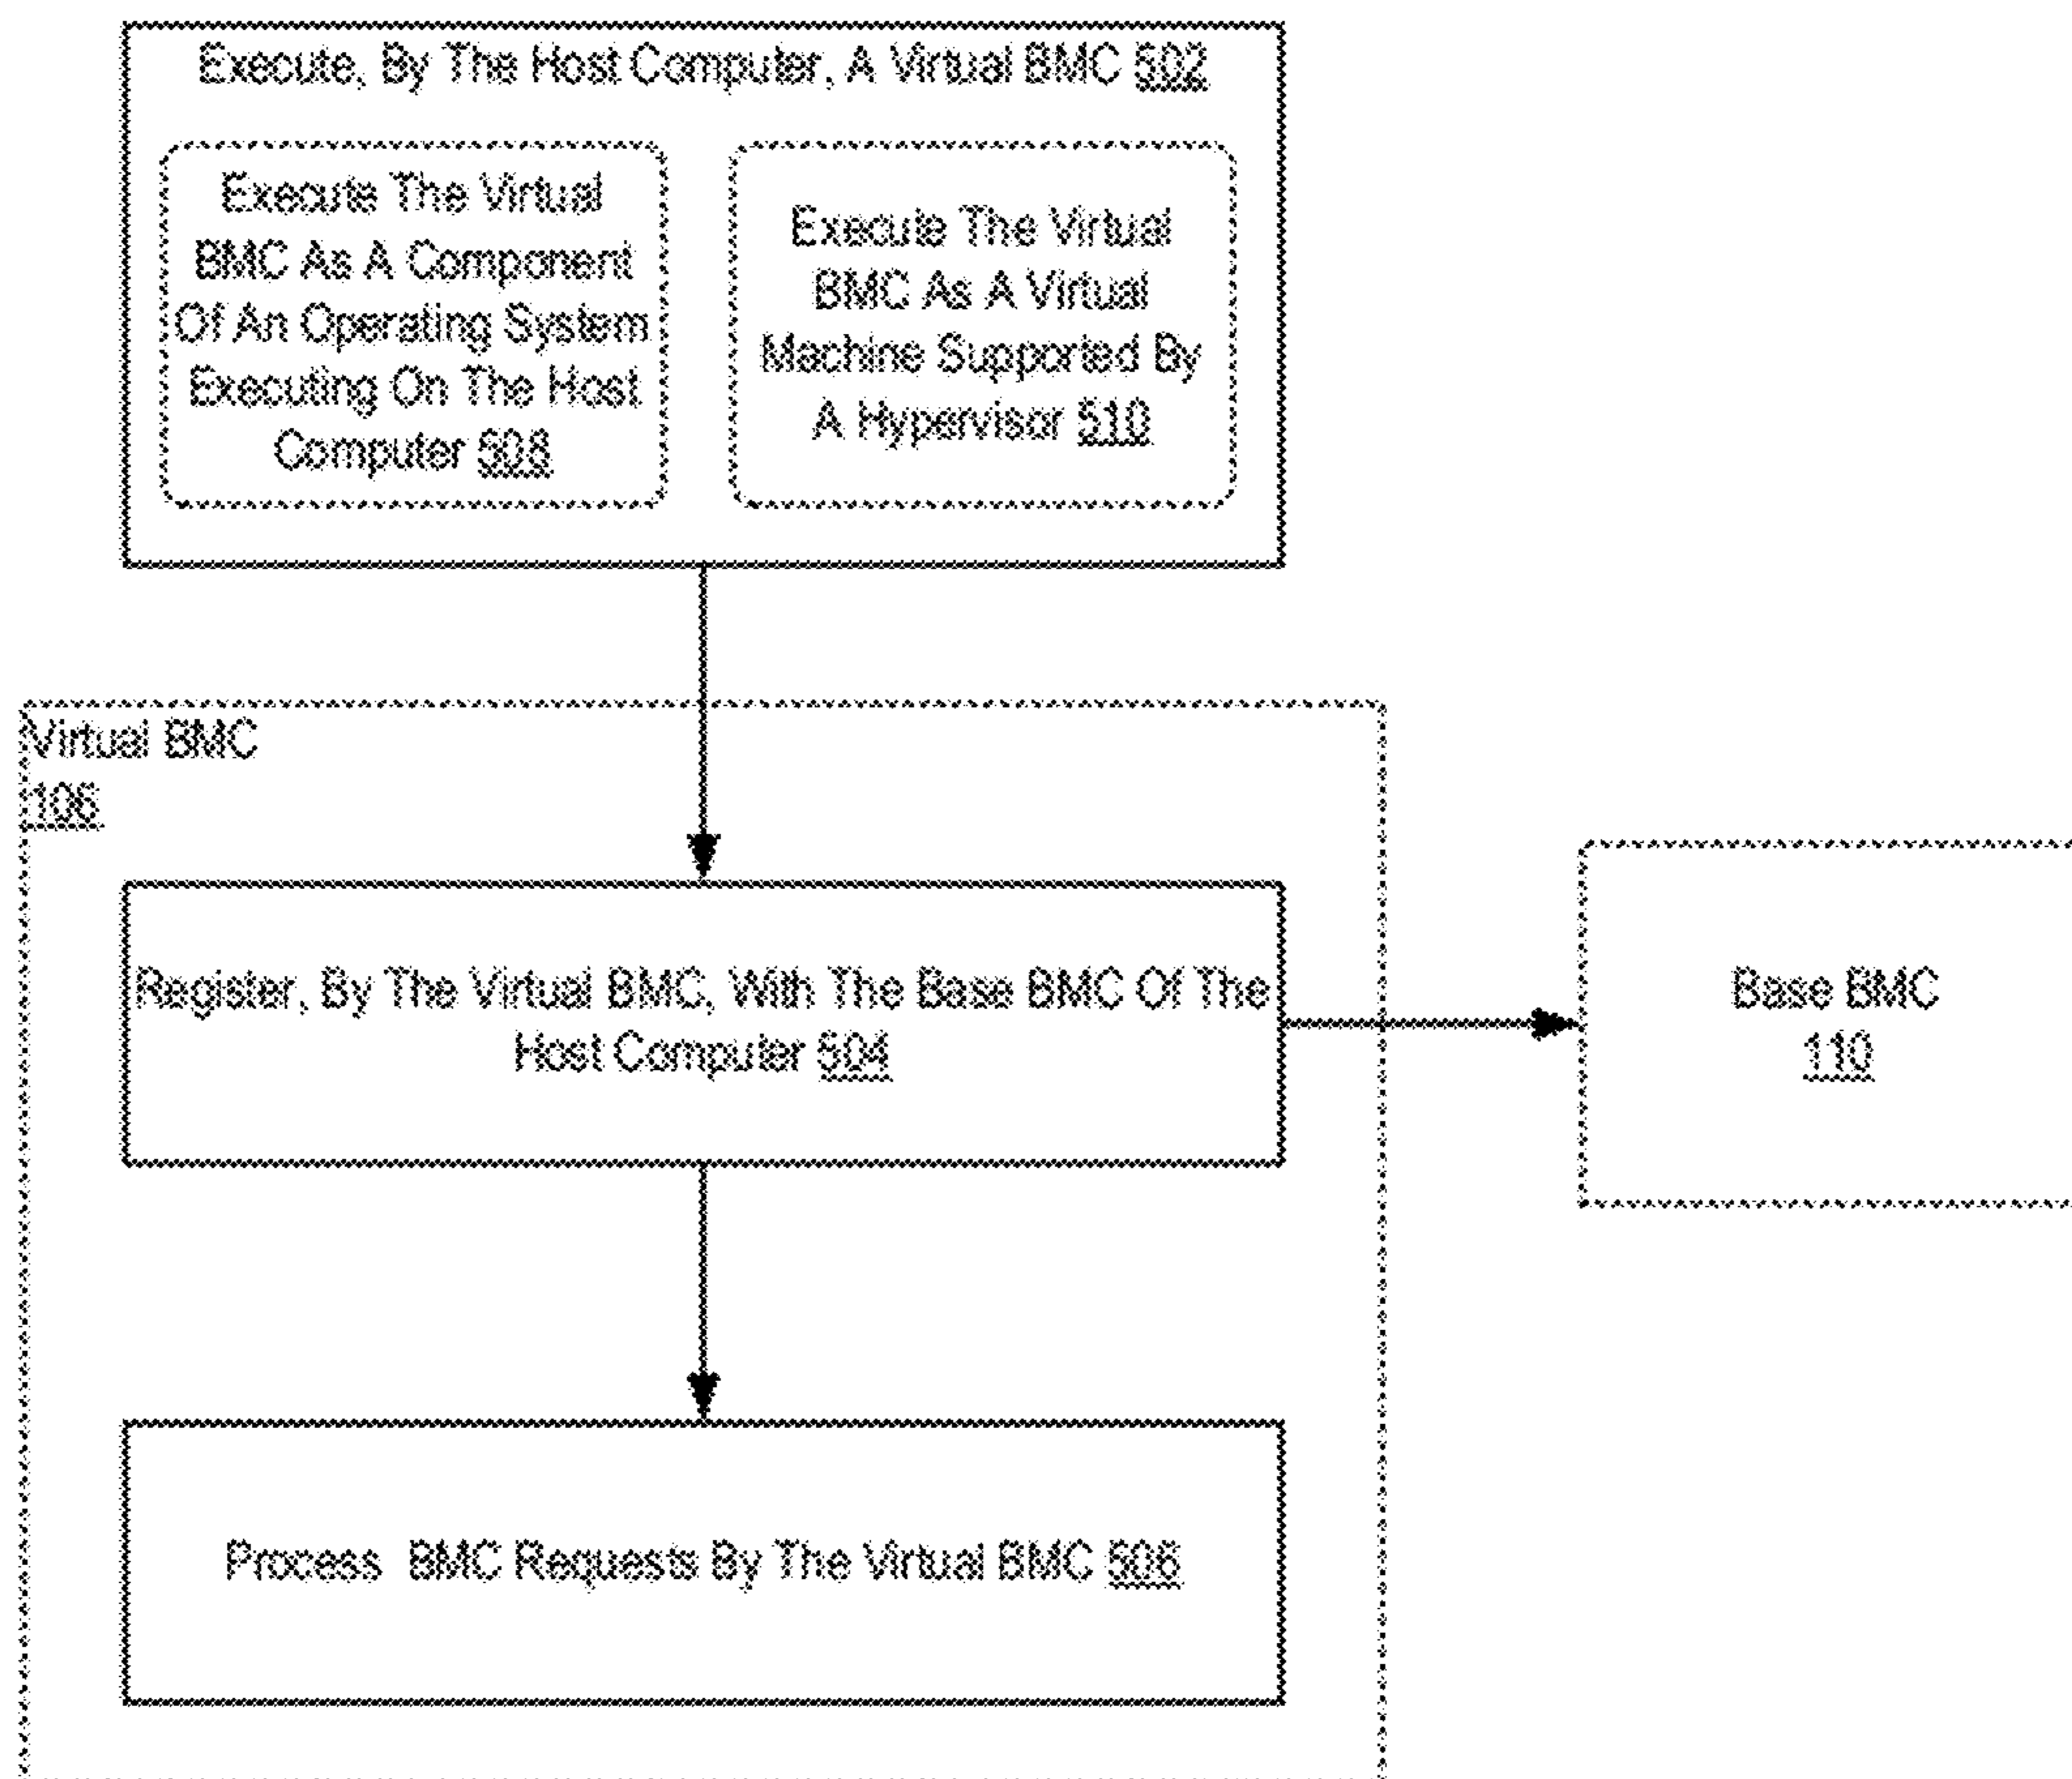 Execute, By The Host Computer, A Virtual BMC 502
Execute The Virtual
BMC As A Component
Of An Operating System
Executing On The Host
Computer 508
Execute The Virtual
BMC As A Virtual
Machine Supported By
A Hypervisor 510
Virtual BMC
106
Register, By The Virtual BMC, With The Base BMC Of The
Host Computer 504
Base BMC
110
Process BMC Requests By The Virtual BMC 506